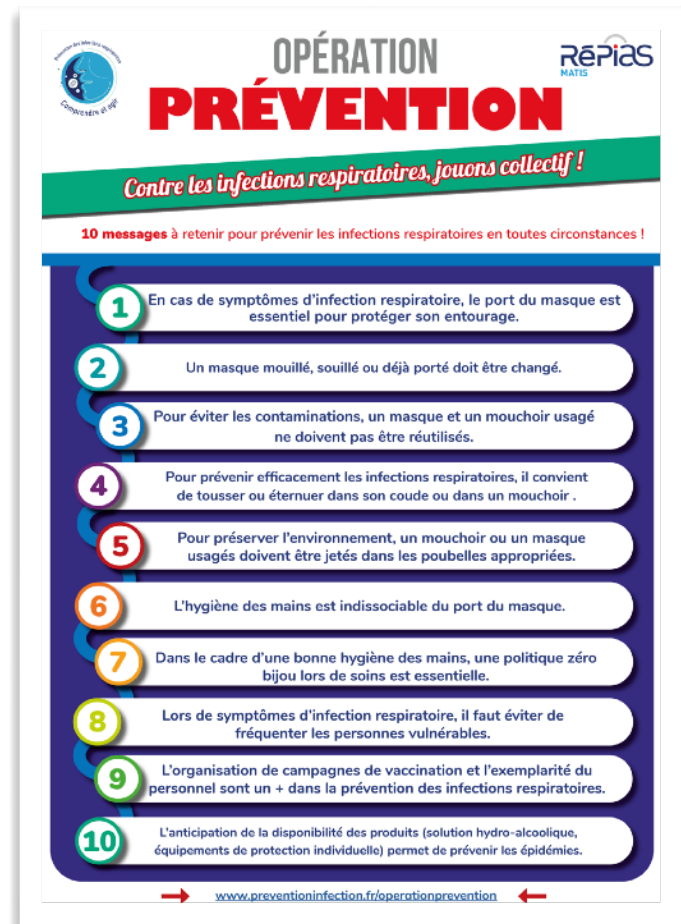 Prévention des infections respiratoires
Comprendre et agir
OPÉRATION
PRÉVENTION
RéPIAS
MATIS
Contre les infections respiratoires, jouons collectif !
10 messages à retenir pour prévenir les infections respiratoires en toutes circonstances !
1
En cas de symptômes d'infection respiratoire, le port du masque est
essentiel pour protéger son entourage.
2
Un masque mouillé, souillé ou déjà porté doit être changé.
3
Pour éviter les contaminations, un masque et un mouchoir usagé
ne doivent pas être réutilisés.
4
Pour prévenir efficacement les infections respiratoires, il convient
de tousser ou éternuer dans son coude ou dans un mouchoir .
5
Pour préserver l'environnement, un mouchoir ou un masque
usagés doivent être jetés dans les poubelles appropriées.
6
L'hygiène des mains est indissociable du port du masque.
7
Dans le cadre d'une bonne hygiène des mains, une politique zéro
bijou lors de soins est essentielle.
8
Lors de symptômes d'infection respiratoire, il faut éviter de
fréquenter les personnes vulnérables.
9
L'organisation de campagnes de vaccination et l'exemplarité du
personnel sont un + dans la prévention des infections respiratoires.
10
L'anticipation de la disponibilité des produits (solution hydro-alcoolique,
équipements de protection individuelle) permet de prévenir les épidémies.
www.preventioninfection.fr/operationprevention